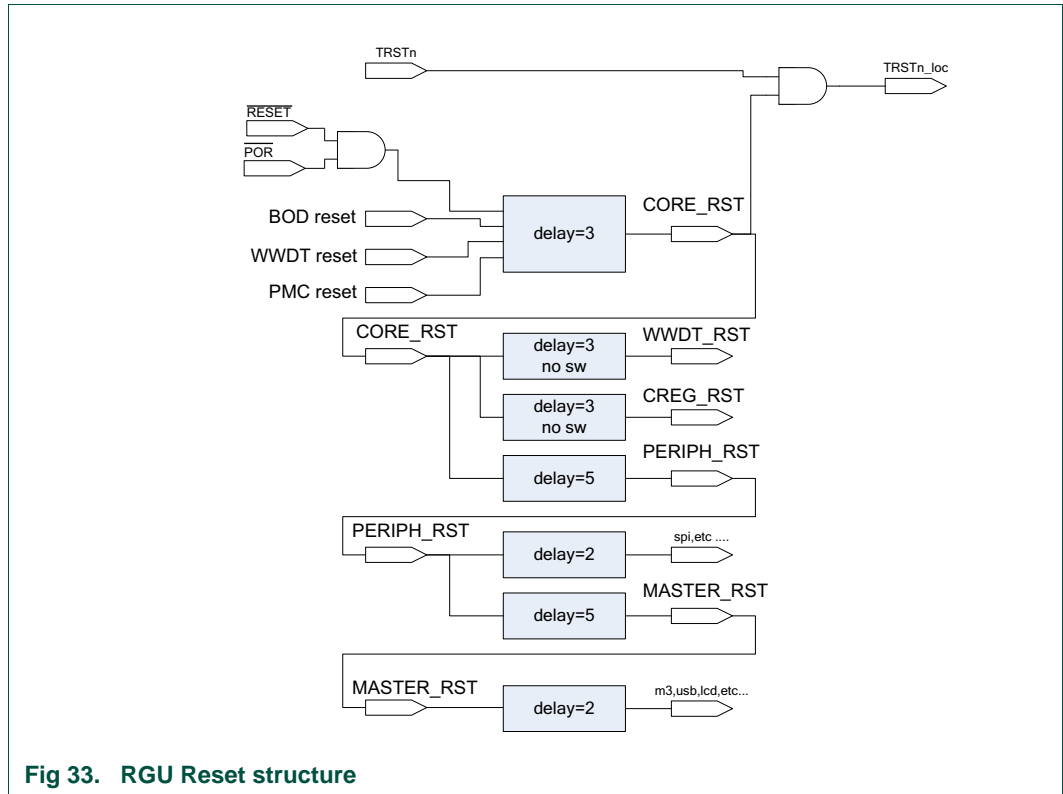 TRSTn
TRSTn_loc
RESET
POR
BOD reset
WWDT reset
PMC reset
delay=3
CORE_RST
CORE_RST
delay=3
no sw
WWDT_RST
delay=3
no sw
CREG_RST
delay=5
PERIPH_RST
PERIPH_RST
delay=2
spi,etc ....
delay=5
MASTER_RST
MASTER_RST
delay=2
m3,usb,lcd,etc...
Fig 33. RGU Reset structure